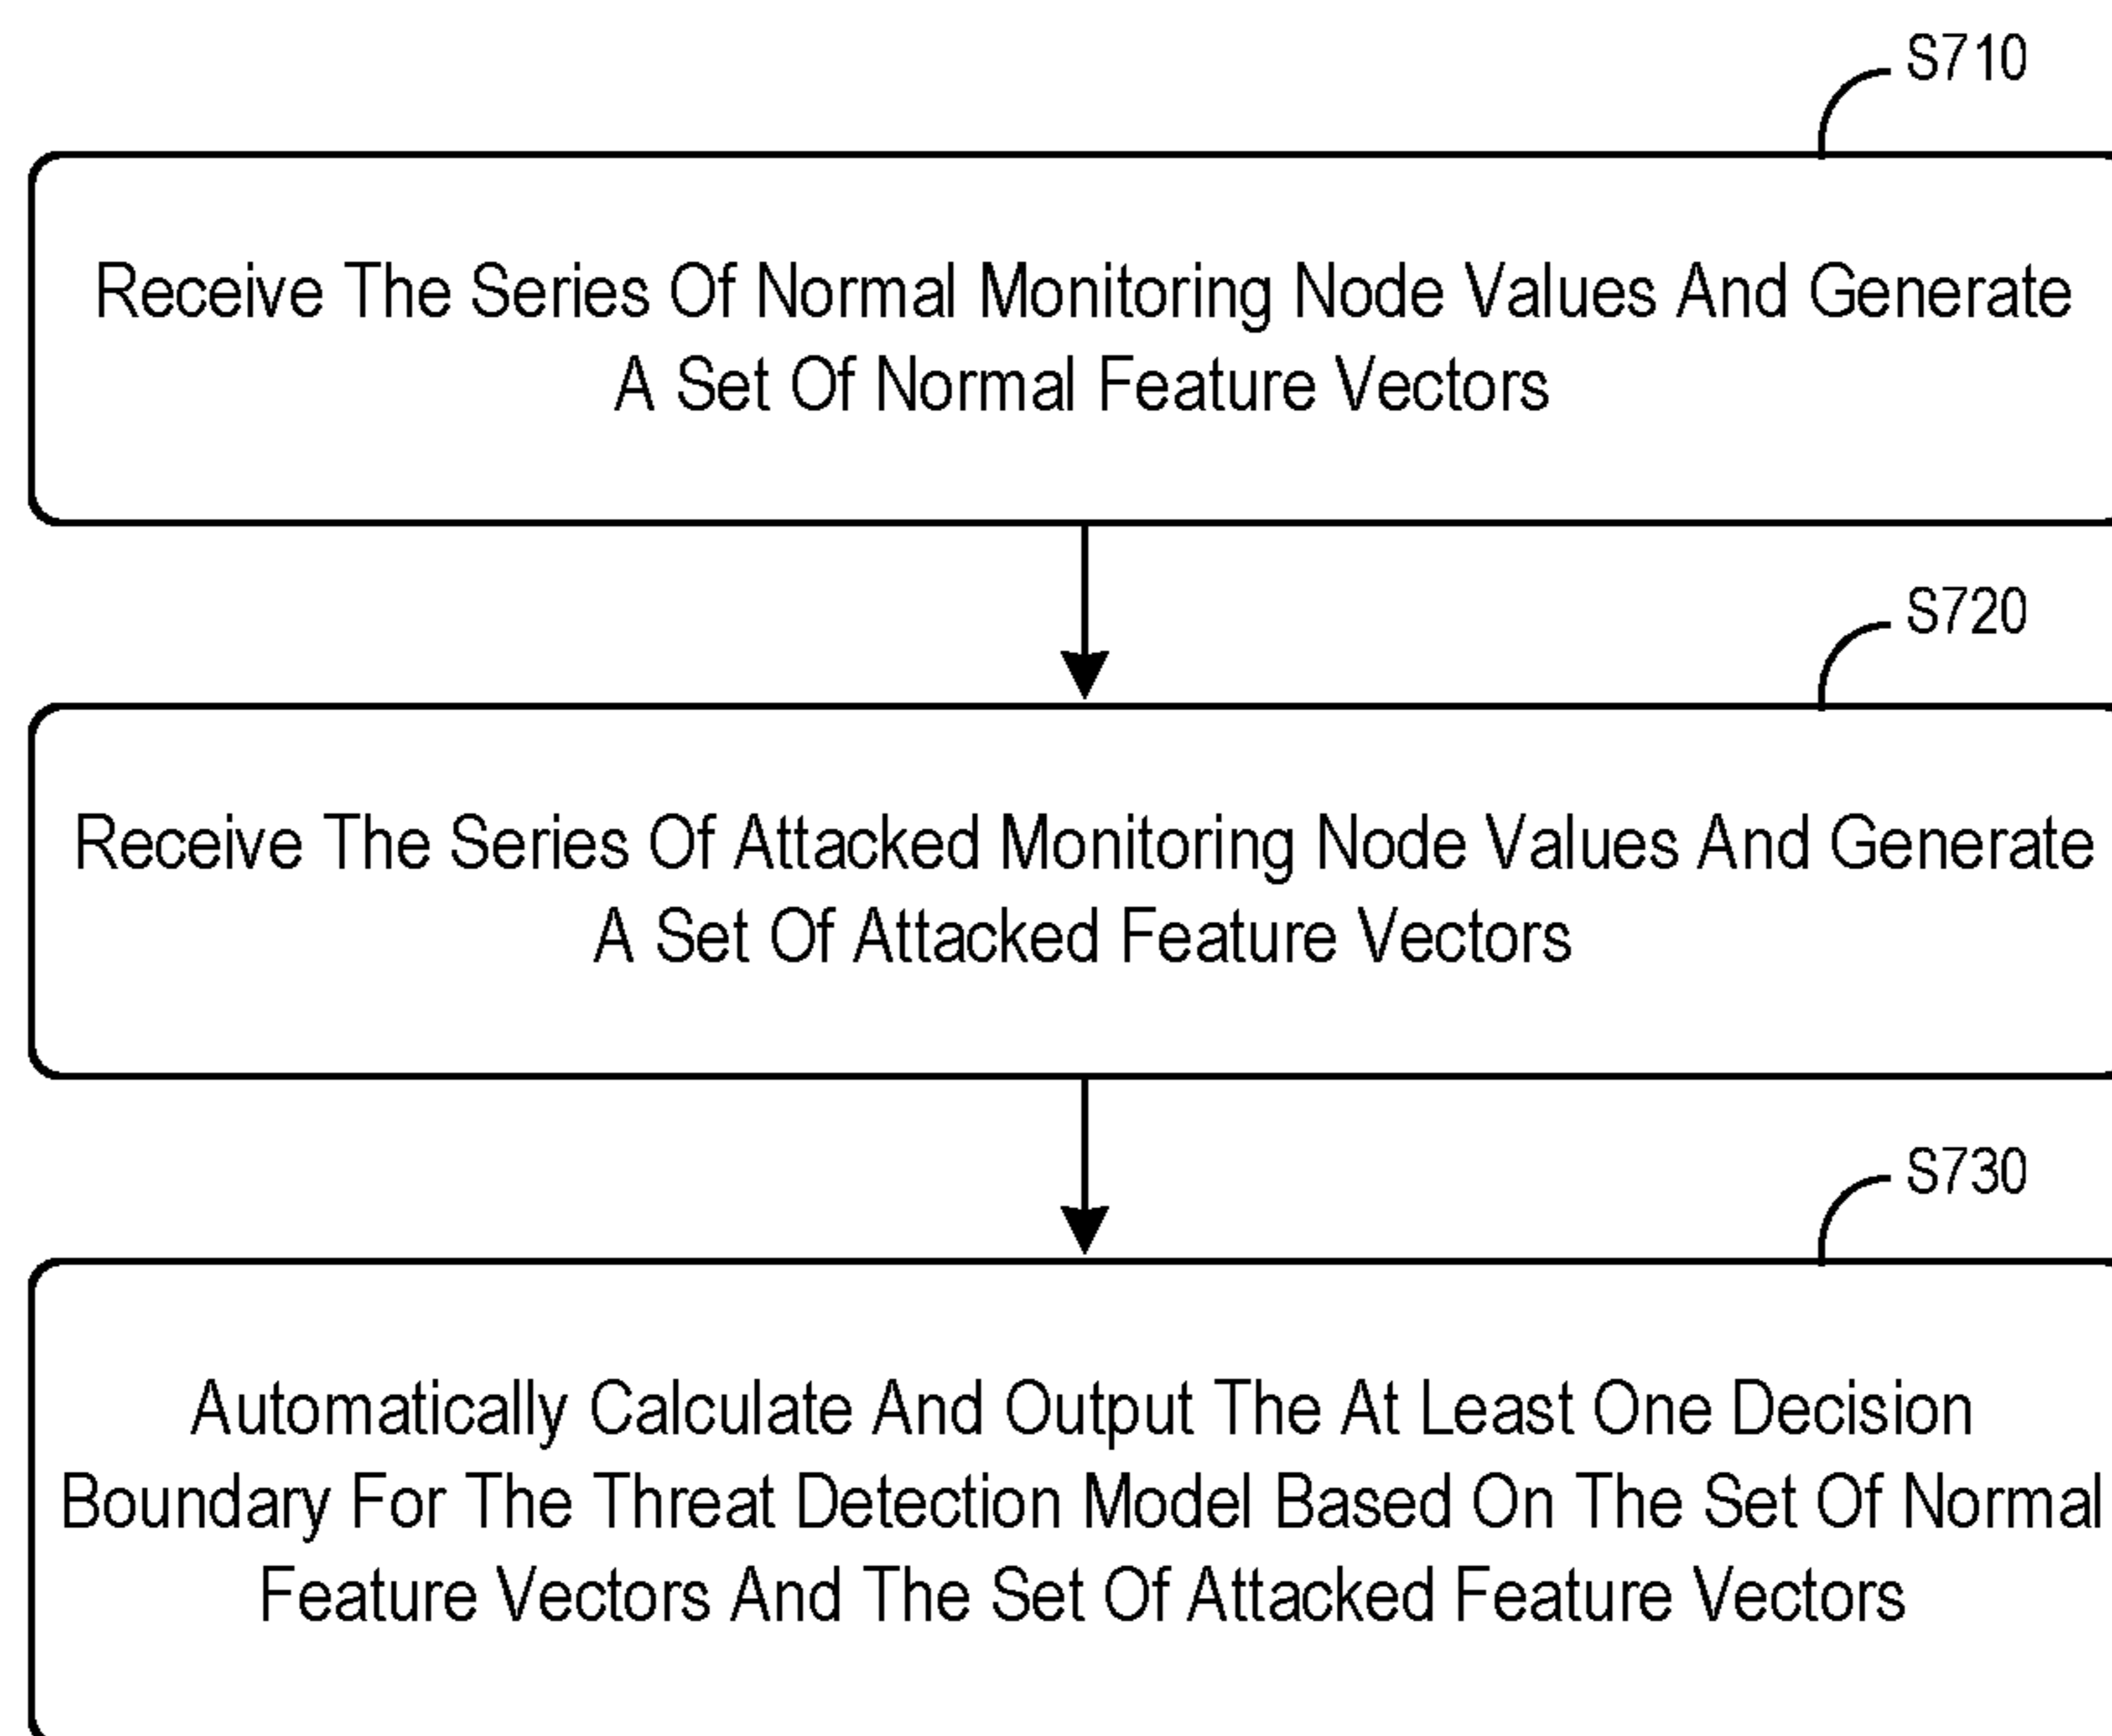 S710
Receive The Series Of Normal Monitoring Node Values And Generate
A Set Of Normal Feature Vectors
S720
Receive The Series Of Attacked Monitoring Node Values And Generate
A Set Of Attacked Feature Vectors
S730
Automatically Calculate And Output The At Least One Decision
Boundary For The Threat Detection Model Based On The Set Of Normal
Feature Vectors And The Set Of Attacked Feature Vectors